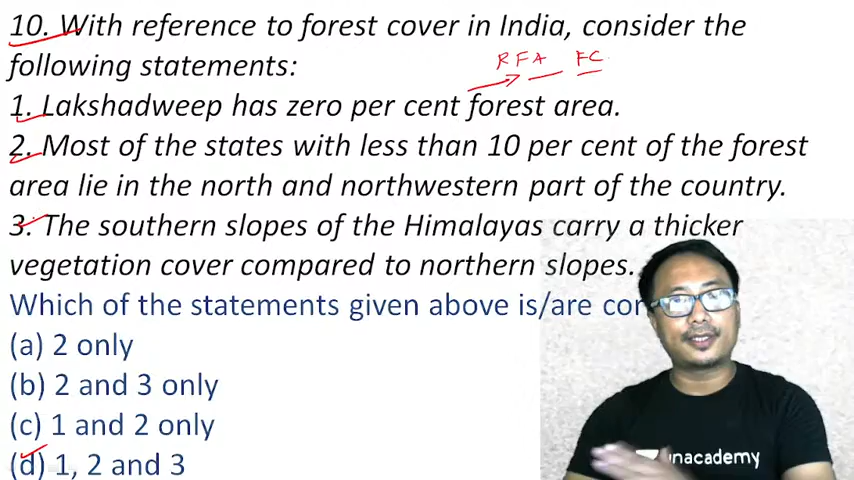 10. With reference to forest cover in India, consider the
following statements:
RFA FC
1. Lakshadweep has zero per cent forest area.
2. Most of the states with less than 10 per cent of the forest
area lie in the north and northwestern part of the country.
3. The southern slopes of the Himalayas carry a thicker
vegetation cover compared to northern slopes.
Which of the statements given above is/are cor
(a) 2 only
(b) 2 and 3 only
(c) 1 and 2 only
(d) 1, 2 and 3
unacademy